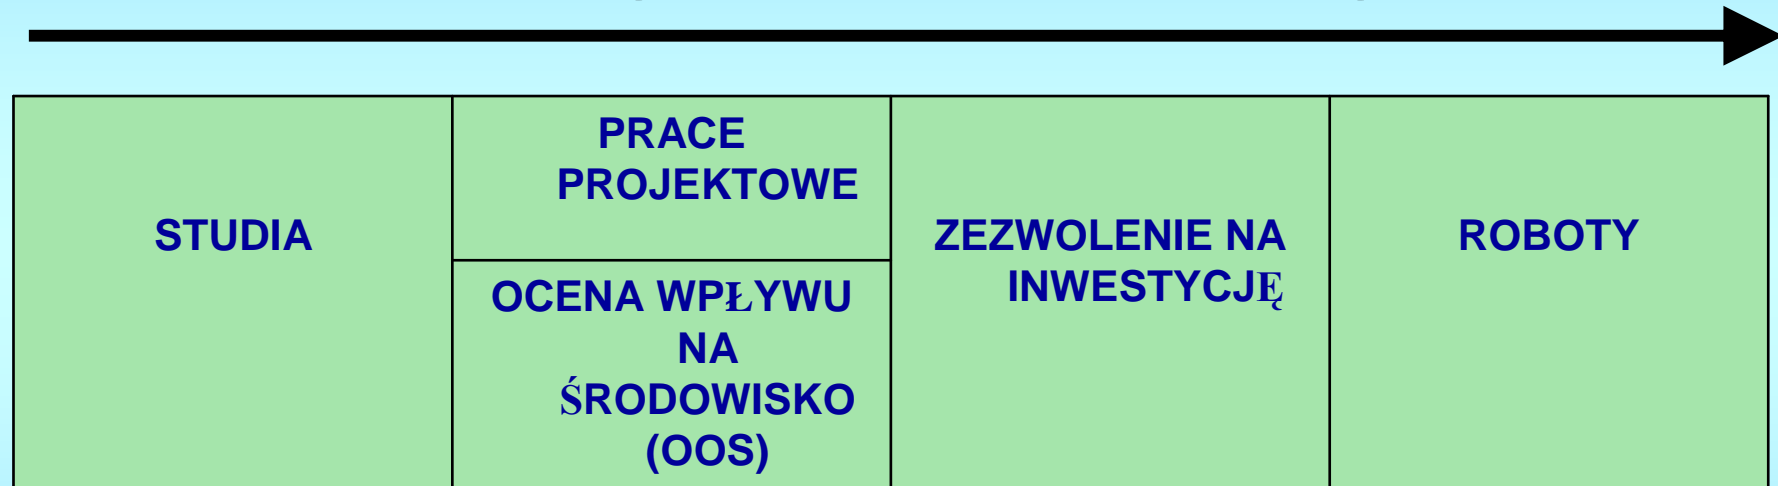 STUDIA
PRACE
PROJEKTOWE
OCENA WPŁYWU
NA
ŚRODOWISKO
(OOS)
ZEZWOLENIE NA
INWESTYCJĘ
ROBOTY